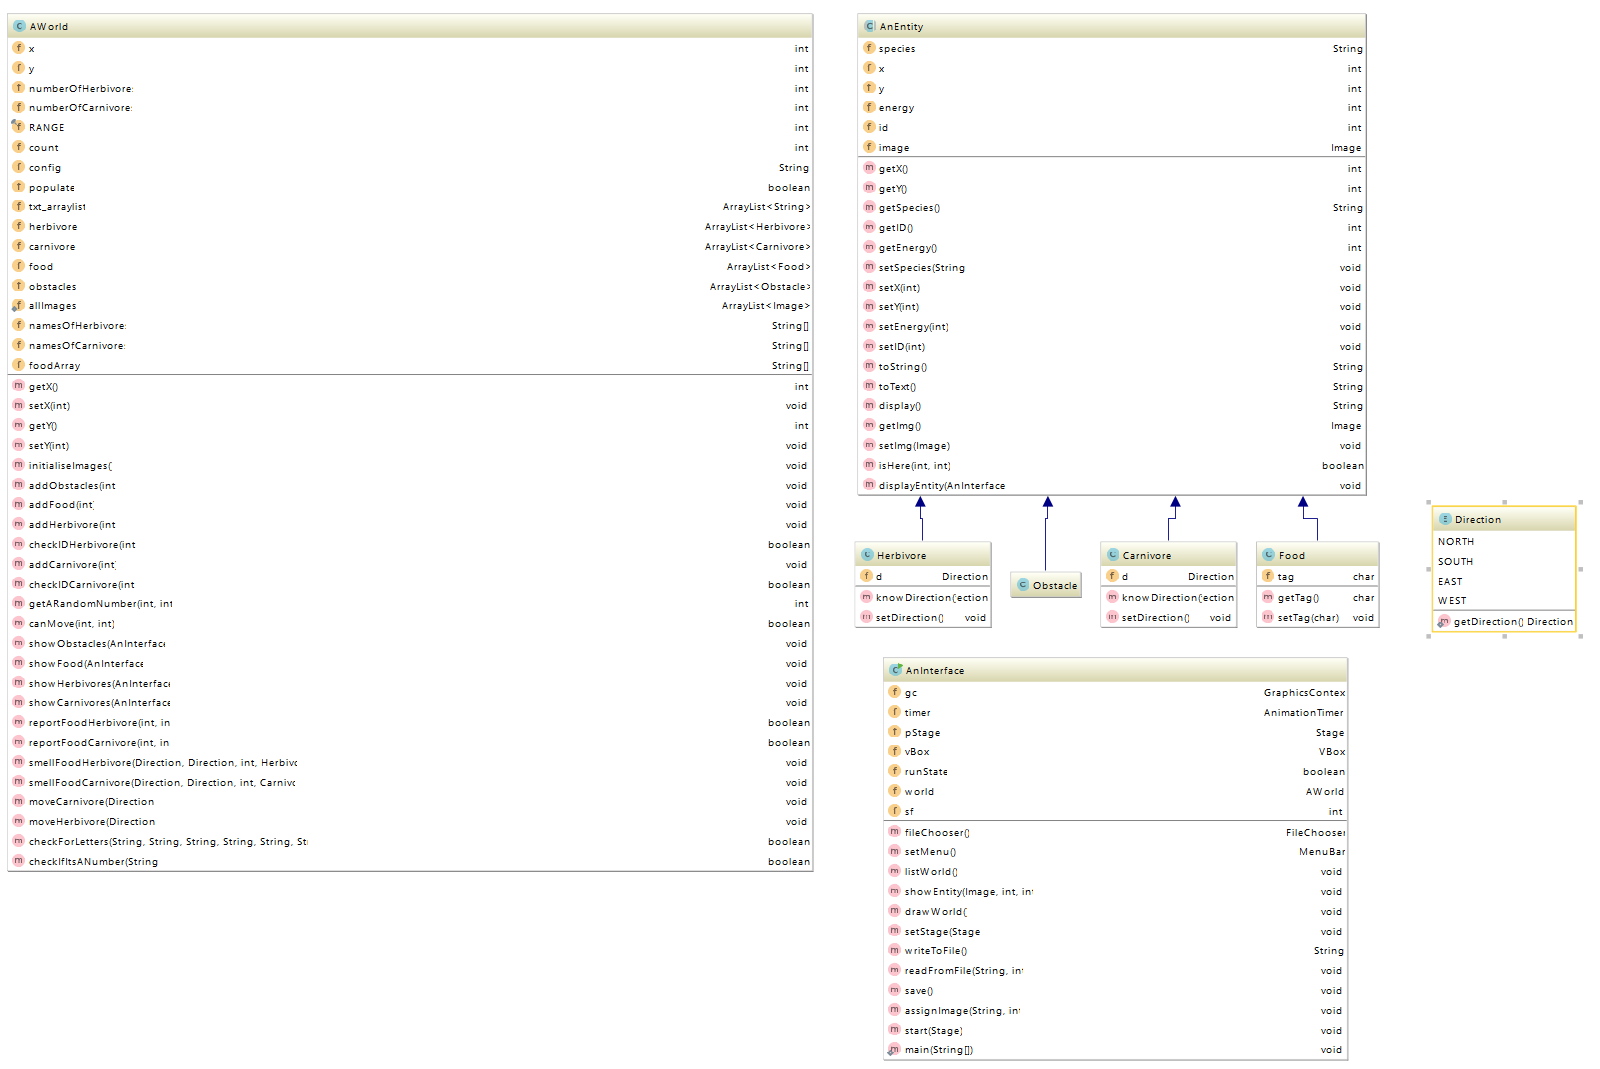 AWorld
x int
y int
numberOfHerbivore: int
numberOfCarnivore: int
RANGE int
count int
config String
populate boolean
txt_arraylist ArrayList<String>
herbivore ArrayList<Herbivore>
carnivore ArrayList<Carnivore>
food ArrayList<Food>
obstacles ArrayList<Obstacle>
allImages ArrayList<Image>
namesOfHerbivore: String[]
namesOfCarnivore: String[]
foodArray String[]
getX() int
setX(int) void
getY() int
setY(int) void
initialiseImages( void
addObstacles(int void
addFood(int) void
addHerbivore(int void
checkIDHerbivore(int boolean
addCarnivore(int) void
checkIDCarnivore(int boolean
getARandomNumber(int, int int
canMove(int, int) boolean
showObstacles(AnInterface void
showFood(AnInterface void
showHerbivores(AnInterface void
showCarnivores(AnInterface void
reportFoodHerbivore(int, in boolean
reportFoodCarnivore(int, in boolean
smellFoodHerbivore(Direction, Direction, int, Herbivo void
smellFoodCarnivore(Direction, Direction, int, Carnivo void
moveCarnivore(Direction void
moveHerbivore(Direction void
checkForLetters(String, String, String, String, String, St boolean
checkIfItsANumber(String boolean
AnEntity
species String
x int
y int
energy int
id int
image Image
getX() int
getY() int
getSpecies() String
getID() int
getEnergy() int
setSpecies(String void
setX(int) void
setY(int) void
setEnergy(int) void
setID(int) void
toString() String
toText() String
display() String
getImg() Image
setImg(Image) void
isHere(int, int) boolean
displayEntity(AnInterface void
Herbivore
d Direction
knowDirection( ection
setDirection() void
Obstacle
Carnivore
d Direction
knowDirection( ection
setDirection() void
Food
tag char
getTag() char
setTag(char) void
Direction
NORTH
SOUTH
EAST
WEST
getDirection() Direction
AnInterface
gc GraphicsContex
timer AnimationTimer
pStage Stage
vBox VBox
runState boolean
world AWorld
sf int
fileChooser() FileChooser
setMenu() MenuBar
listWorld() void
showEntity(Image, int, int void
drawWorld( void
setStage(Stage void
writeToFile() String
readFromFile(String, int void
save() void
assignImage(String, int void
start(Stage) void
main(String[]) void